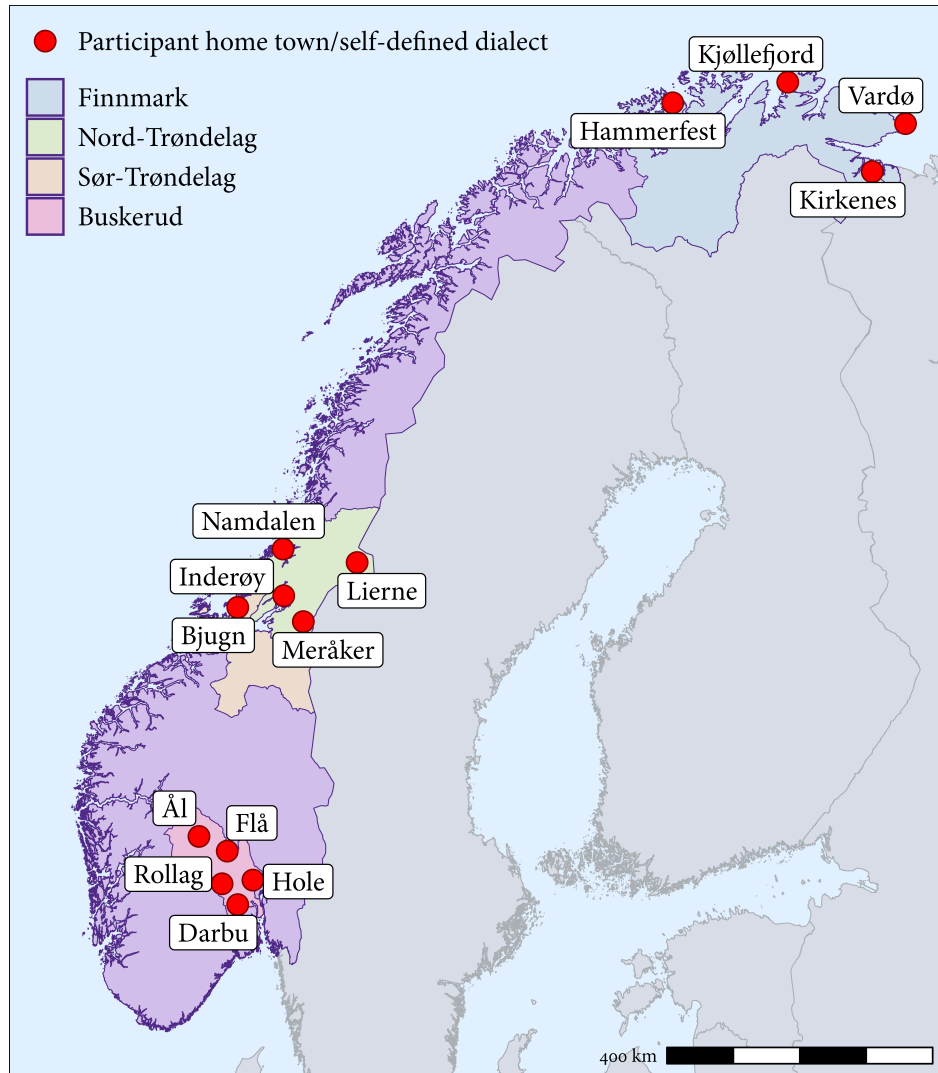 Participant home town/self-defined dialect
Finnmark
Nord-Trøndelag
Sør-Trøndelag
Buskerud
Kjøllefjord
Vardø
Hammerfest
Kirkenes
Namdalen
Inderøy
Lierne
Bjugn
Meråker
Ål
Flå
Rollag
Hole
Darbu
400 km